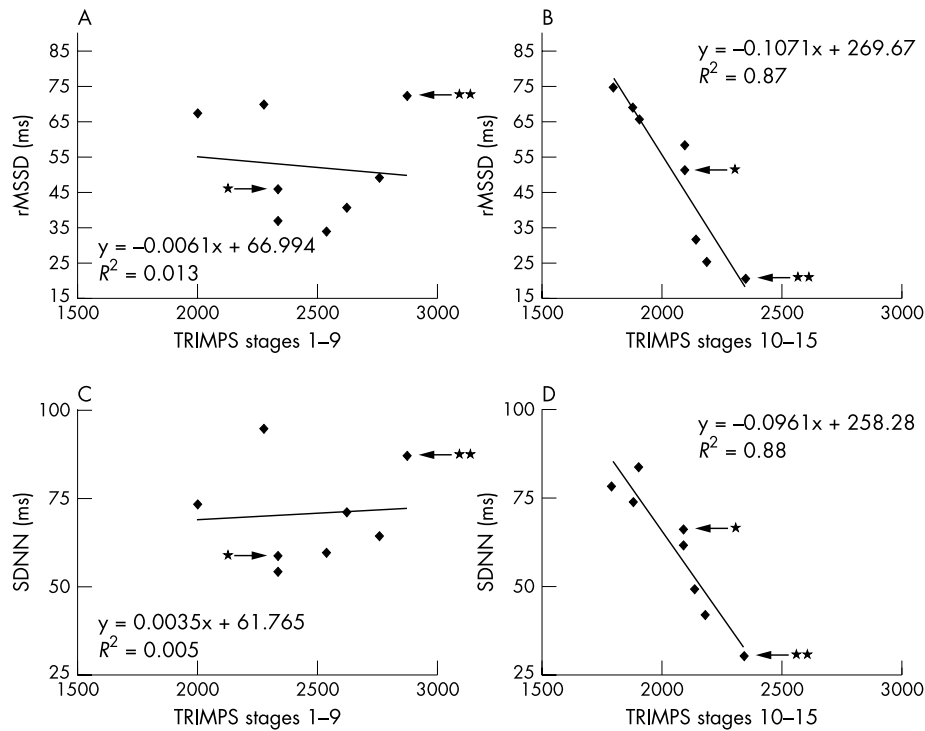 A
85
75
65
55
45
35
25
15
rMSSD (ms)
★
★★
y = –0.0061x + 66.994
R² = 0.013
1500 2000 2500 3000
TRIMPS stages 1–9
B
85
75
65
55
45
35
25
15
rMSSD (ms)
y = –0.1071x + 269.67
R² = 0.87
★
★★
1500 2000 2500 3000
TRIMPS stages 10–15
C
100
75
50
25
SDNN (ms)
★★
★
y = 0.0035x + 61.765
R² = 0.005
1500 2000 2500 3000
TRIMPS stages 1–9
D
100
75
50
25
SDNN (ms)
y = –0.0961x + 258.28
R² = 0.88
★
★★
1500 2000 2500 3000
TRIMPS stages 10–15